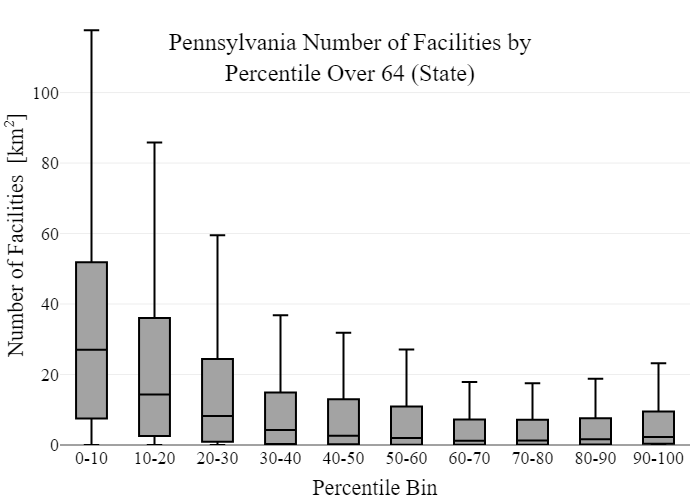 Pennsylvania Number of Facilities by
Percentile Over 64 (State)
Number of Facilities [km²]
100
80
60
40
20
0
0-10 10-20 20-30 30-40 40-50 50-60 60-70 70-80 80-90 90-100
Percentile Bin